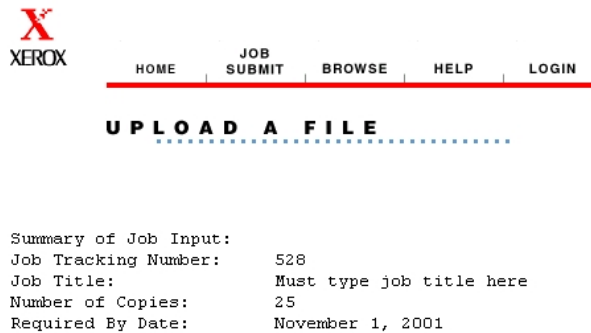 X
XEROX
HOME JOB SUBMIT BROWSE HELP LOGIN
UPLOAD A FILE
Summary of Job Input:
Job Tracking Number: 528
Job Title: Must type job title here
Number of Copies: 25
Required By Date: November 1, 2001